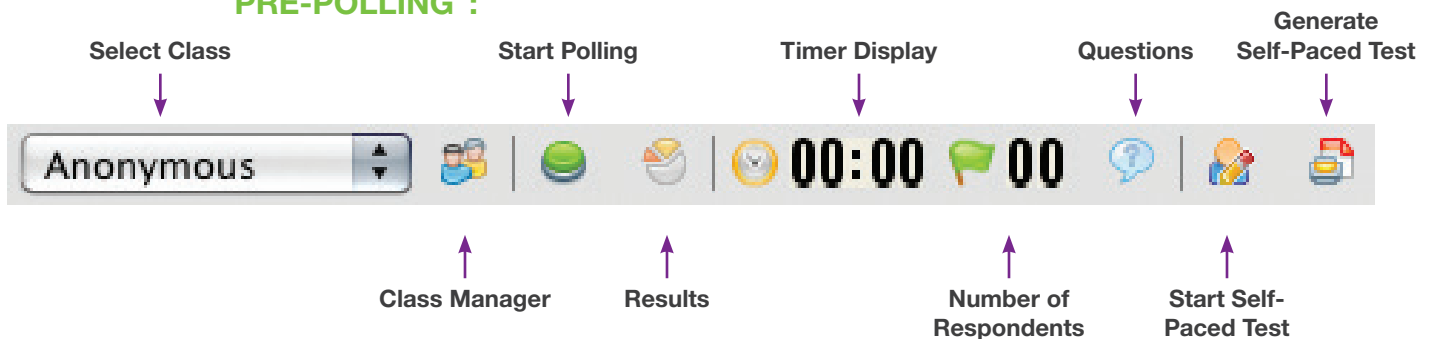 PRE-POLLING :
Generate
Self-Paced Test
Select Class
Start Polling
Timer Display
Questions
Anonymous
00:00
00
Class Manager
Results
Number of
Respondents
Start Self-
Paced Test